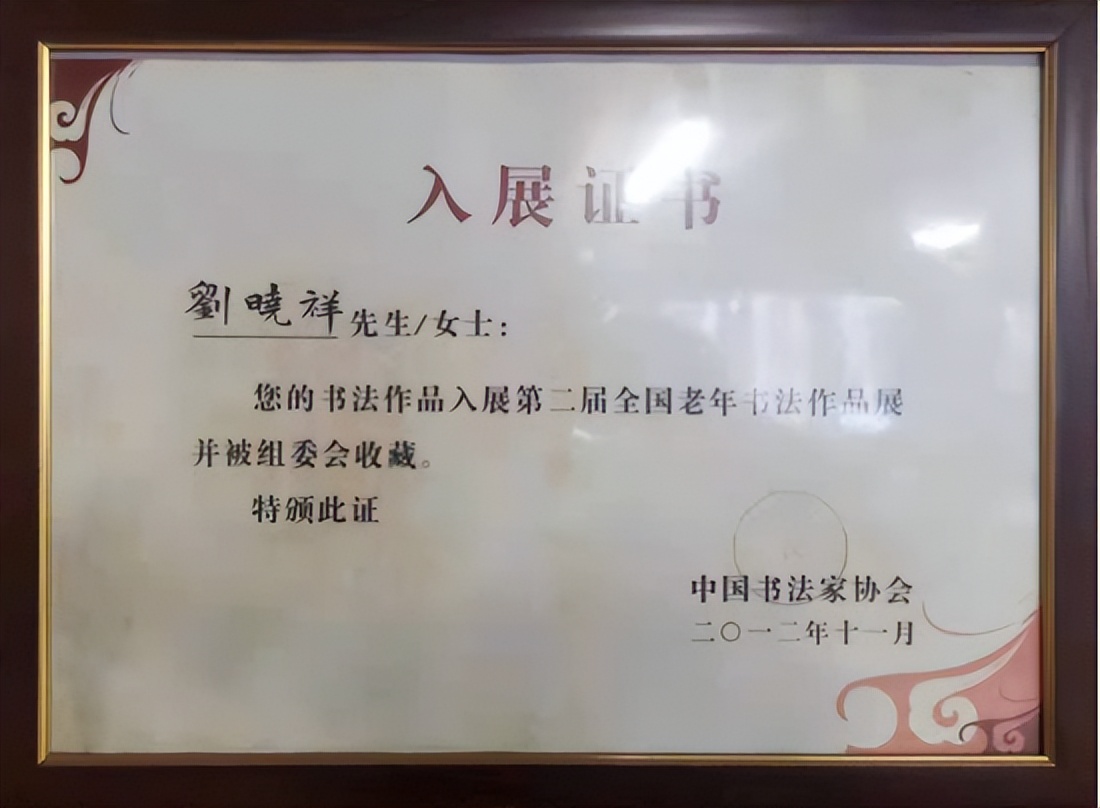 入展证书
劉曉祥先生/女士:
您的书法作品入展第二届全国老年书法作品展
并被组委会收藏。
特颁此证
中国书法家协会
二〇一二年十一月